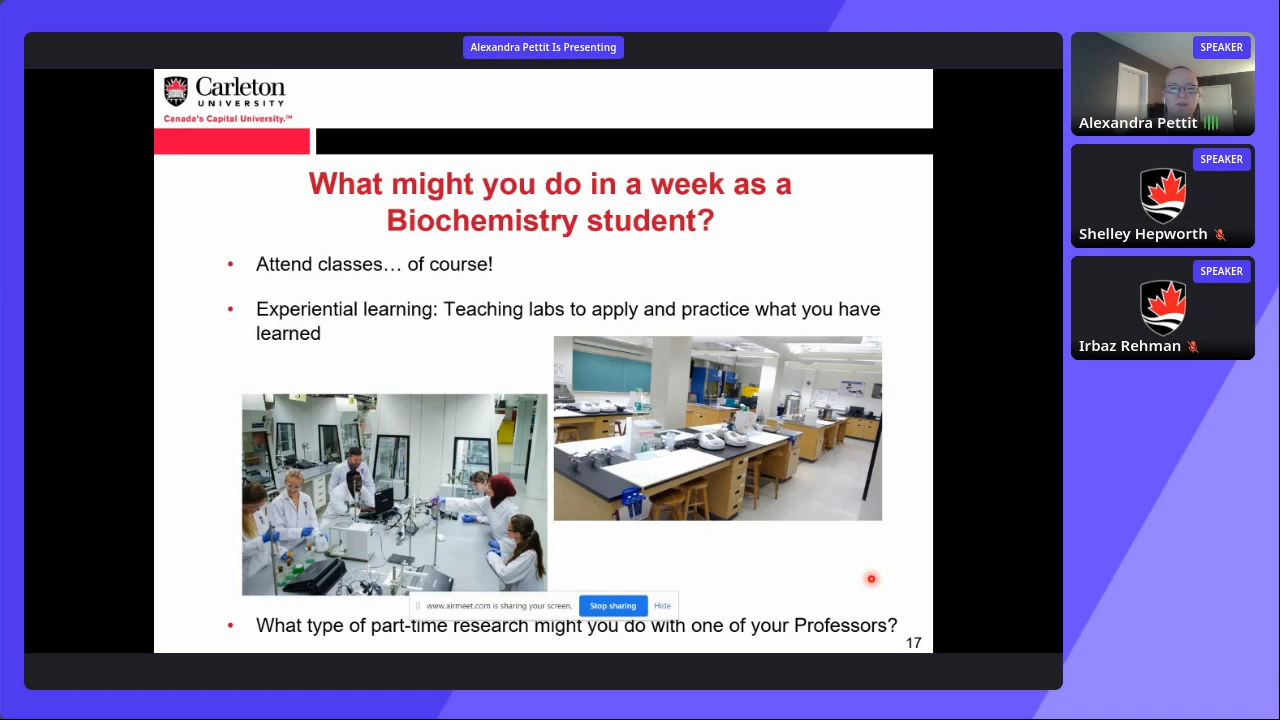 Alexandra Pettit Is Presenting
Carleton
UNIVERSITY
Canada's Capital University.™
What might you do in a week as a
Biochemistry student?
• Attend classes… of course!
• Experiential learning: Teaching labs to apply and practice what you have
learned
www.airmeet.com is sharing your screen.
Stop sharing
Hide
• What type of part-time research might you do with one of your Professors?
17
SPEAKER
Alexandra Pettit
SPEAKER
Shelley Hepworth
SPEAKER
Irbaz Rehman